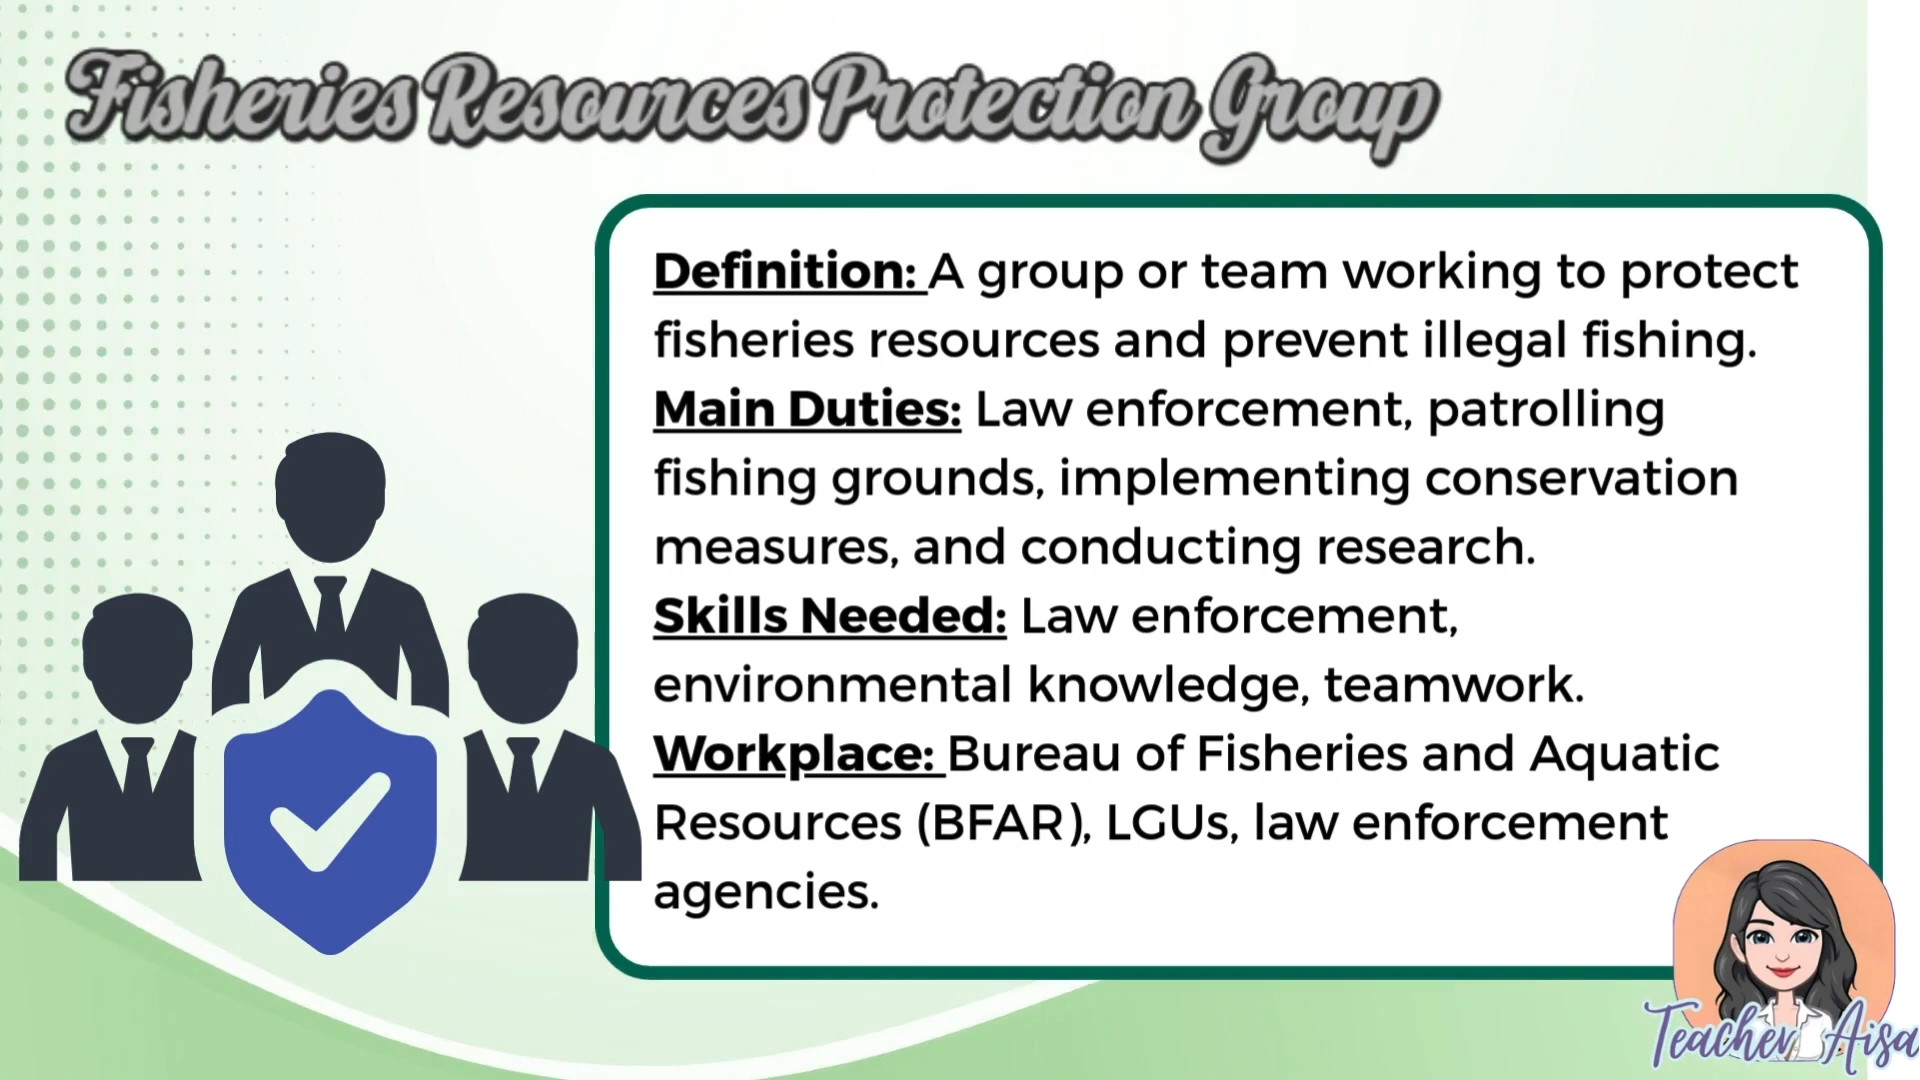 Fisheries Resources Protection Group
Definition: A group or team working to protect
fisheries resources and prevent illegal fishing.
Main Duties: Law enforcement, patrolling
fishing grounds, implementing conservation
measures, and conducting research.
Skills Needed: Law enforcement,
environmental knowledge, teamwork.
Workplace: Bureau of Fisheries and Aquatic
Resources (BFAR), LGUs, law enforcement
agencies.
Teacher Aisa